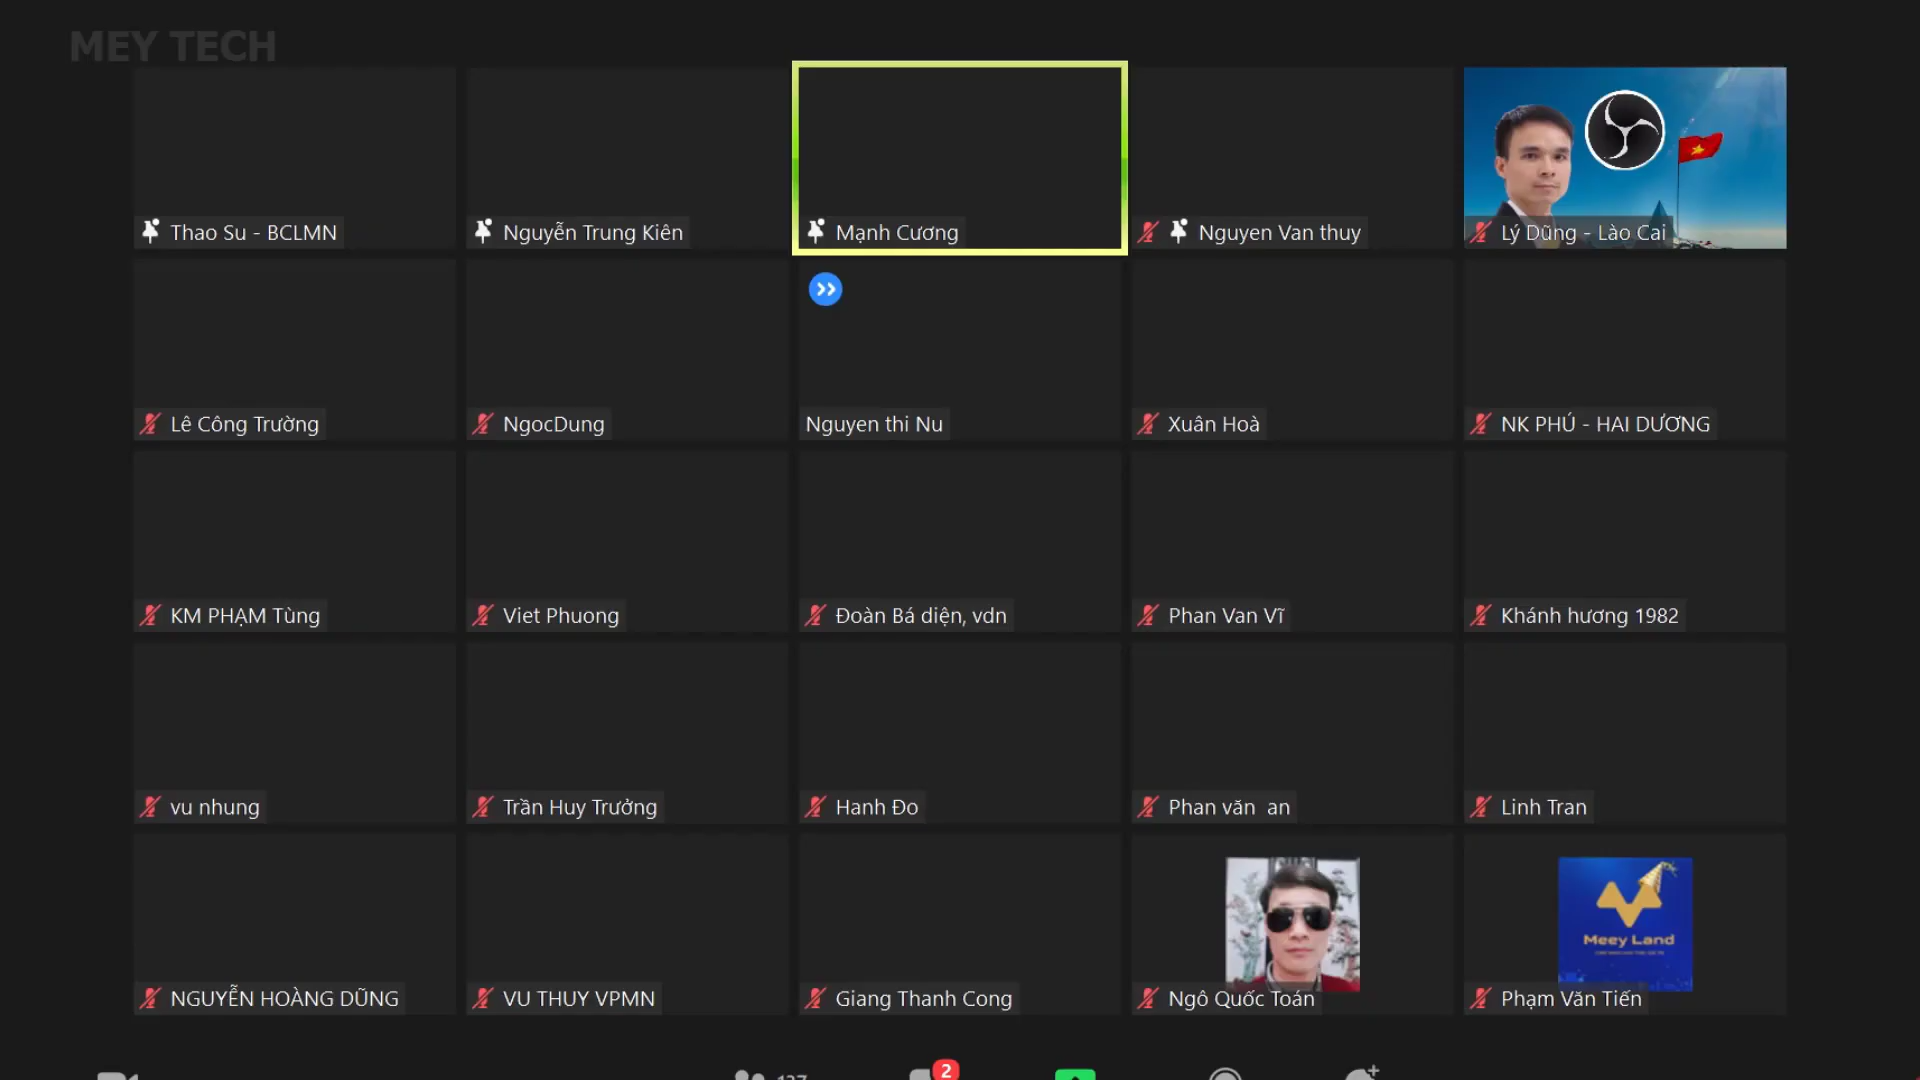 MEY TECH
Thao Su - BCLMN
Nguyễn Trung Kiên
Mạnh Cương
Nguyen Van thuy
Lý Dũng - Lào Cai
Lê Công Trường
NgocDung
Nguyen thi Nu
Xuân Hoà
NK PHÚ - HAI DƯƠNG
KM PHẠM Tùng
Viet Phuong
Đoàn Bá diện, vdn
Phan Van Vĩ
Khánh hương 1982
vu nhung
Trần Huy Trưởng
Hanh Đo
Phan văn  an
Linh Tran
Meey Land
NGUYỄN HOÀNG DŨNG
VU THUY VPMN
Giang Thanh Cong
Ngô Quốc Toán
Phạm Văn Tiến
2